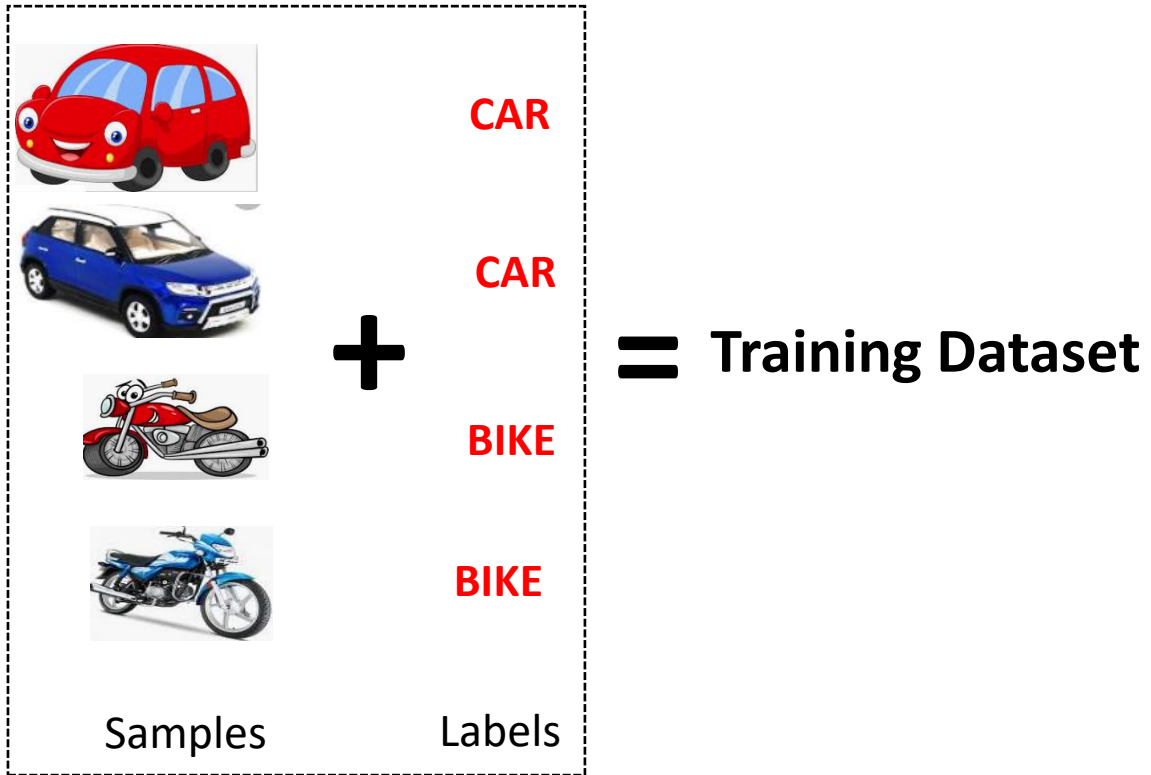 CAR
CAR
+ = Training Dataset
BIKE
BIKE
Samples Labels